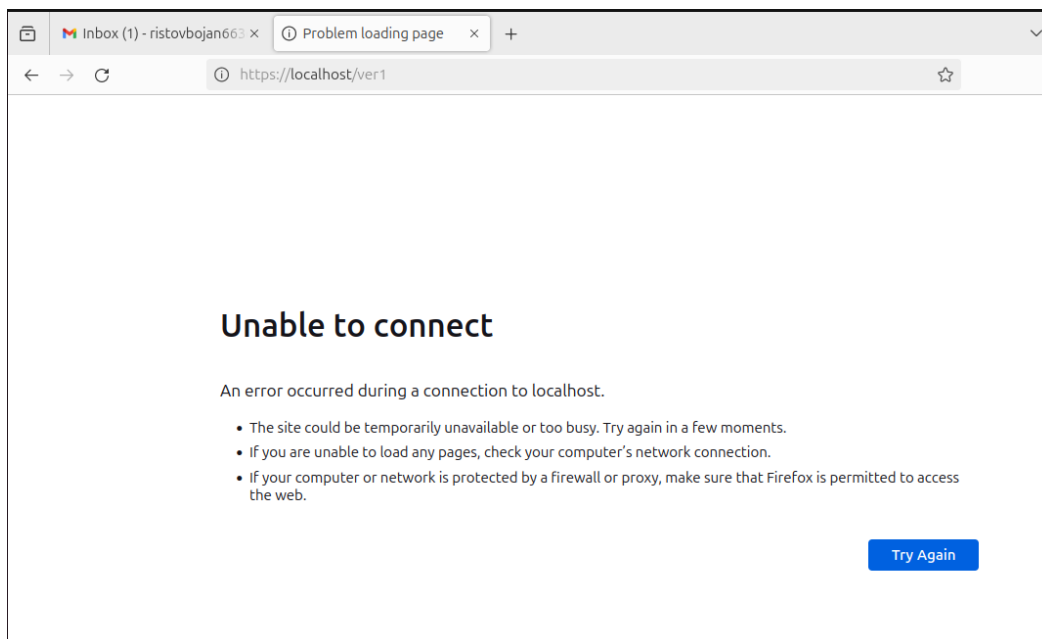 Inbox (1) - ristovbojan663
Problem loading page
https://localhost/ver1
Unable to connect
An error occurred during a connection to localhost.
• The site could be temporarily unavailable or too busy. Try again in a few moments.
• If you are unable to load any pages, check your computer’s network connection.
• If your computer or network is protected by a firewall or proxy, make sure that Firefox is permitted to access
the web.
Try Again